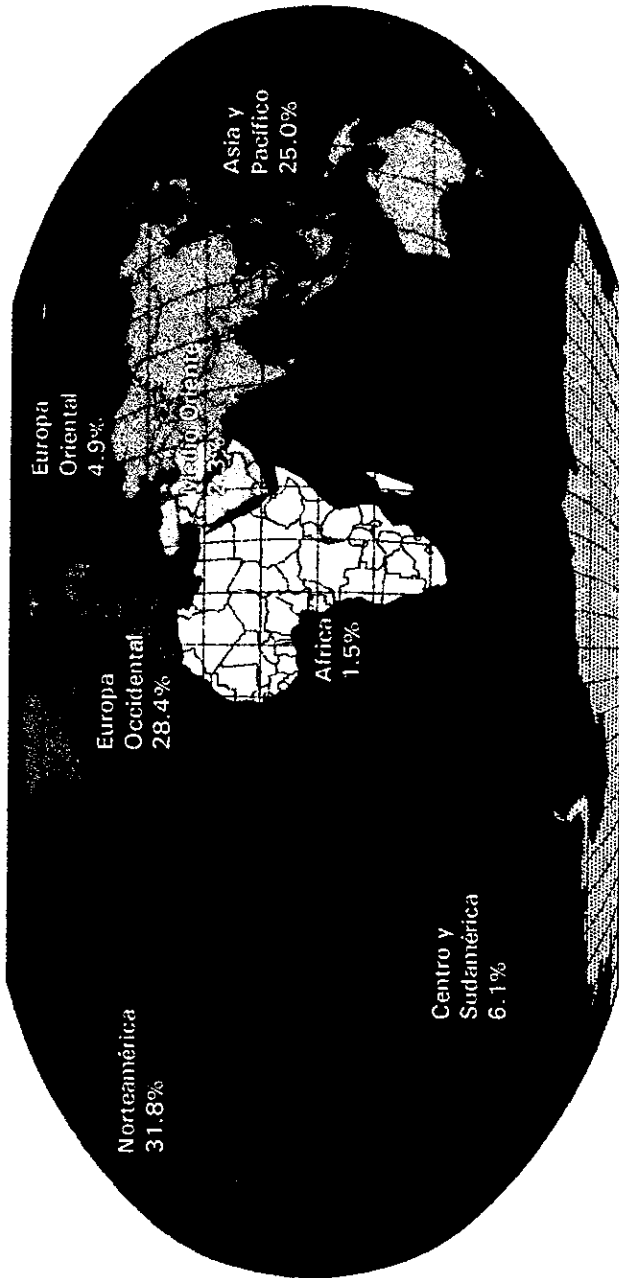 Norteamérica
31.8%
Europa
Occidental
28.4%
Europa
Oriental
4.9%
Medio Oriente
Asia y
Pacífico
25.0%
Africa
1.5%
Centro y
Sudamérica
6.1%